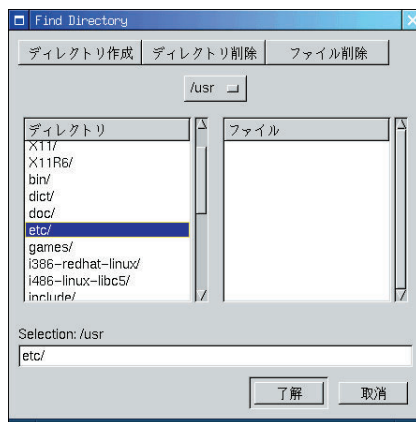 Find Directory
ディレクトリ作成 ディレクトリ削除 ファイル削除
/usr
ディレクトリ
X11/
X11R6/
bin/
dict/
doc/
etc/
games/
i386-redhat-linux/
i486-linux-libc5/
include/
ファイル
Selection: /usr
etc/
了解 取消